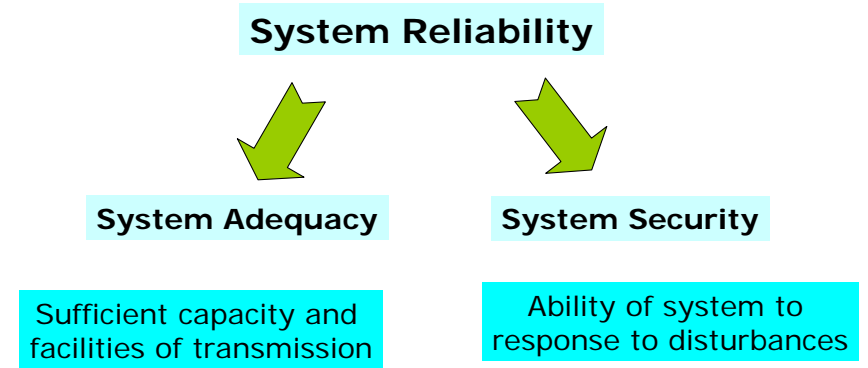 System Reliability
System Adequacy
System Security
Sufficient capacity and
facilities of transmission
Ability of system to
response to disturbances